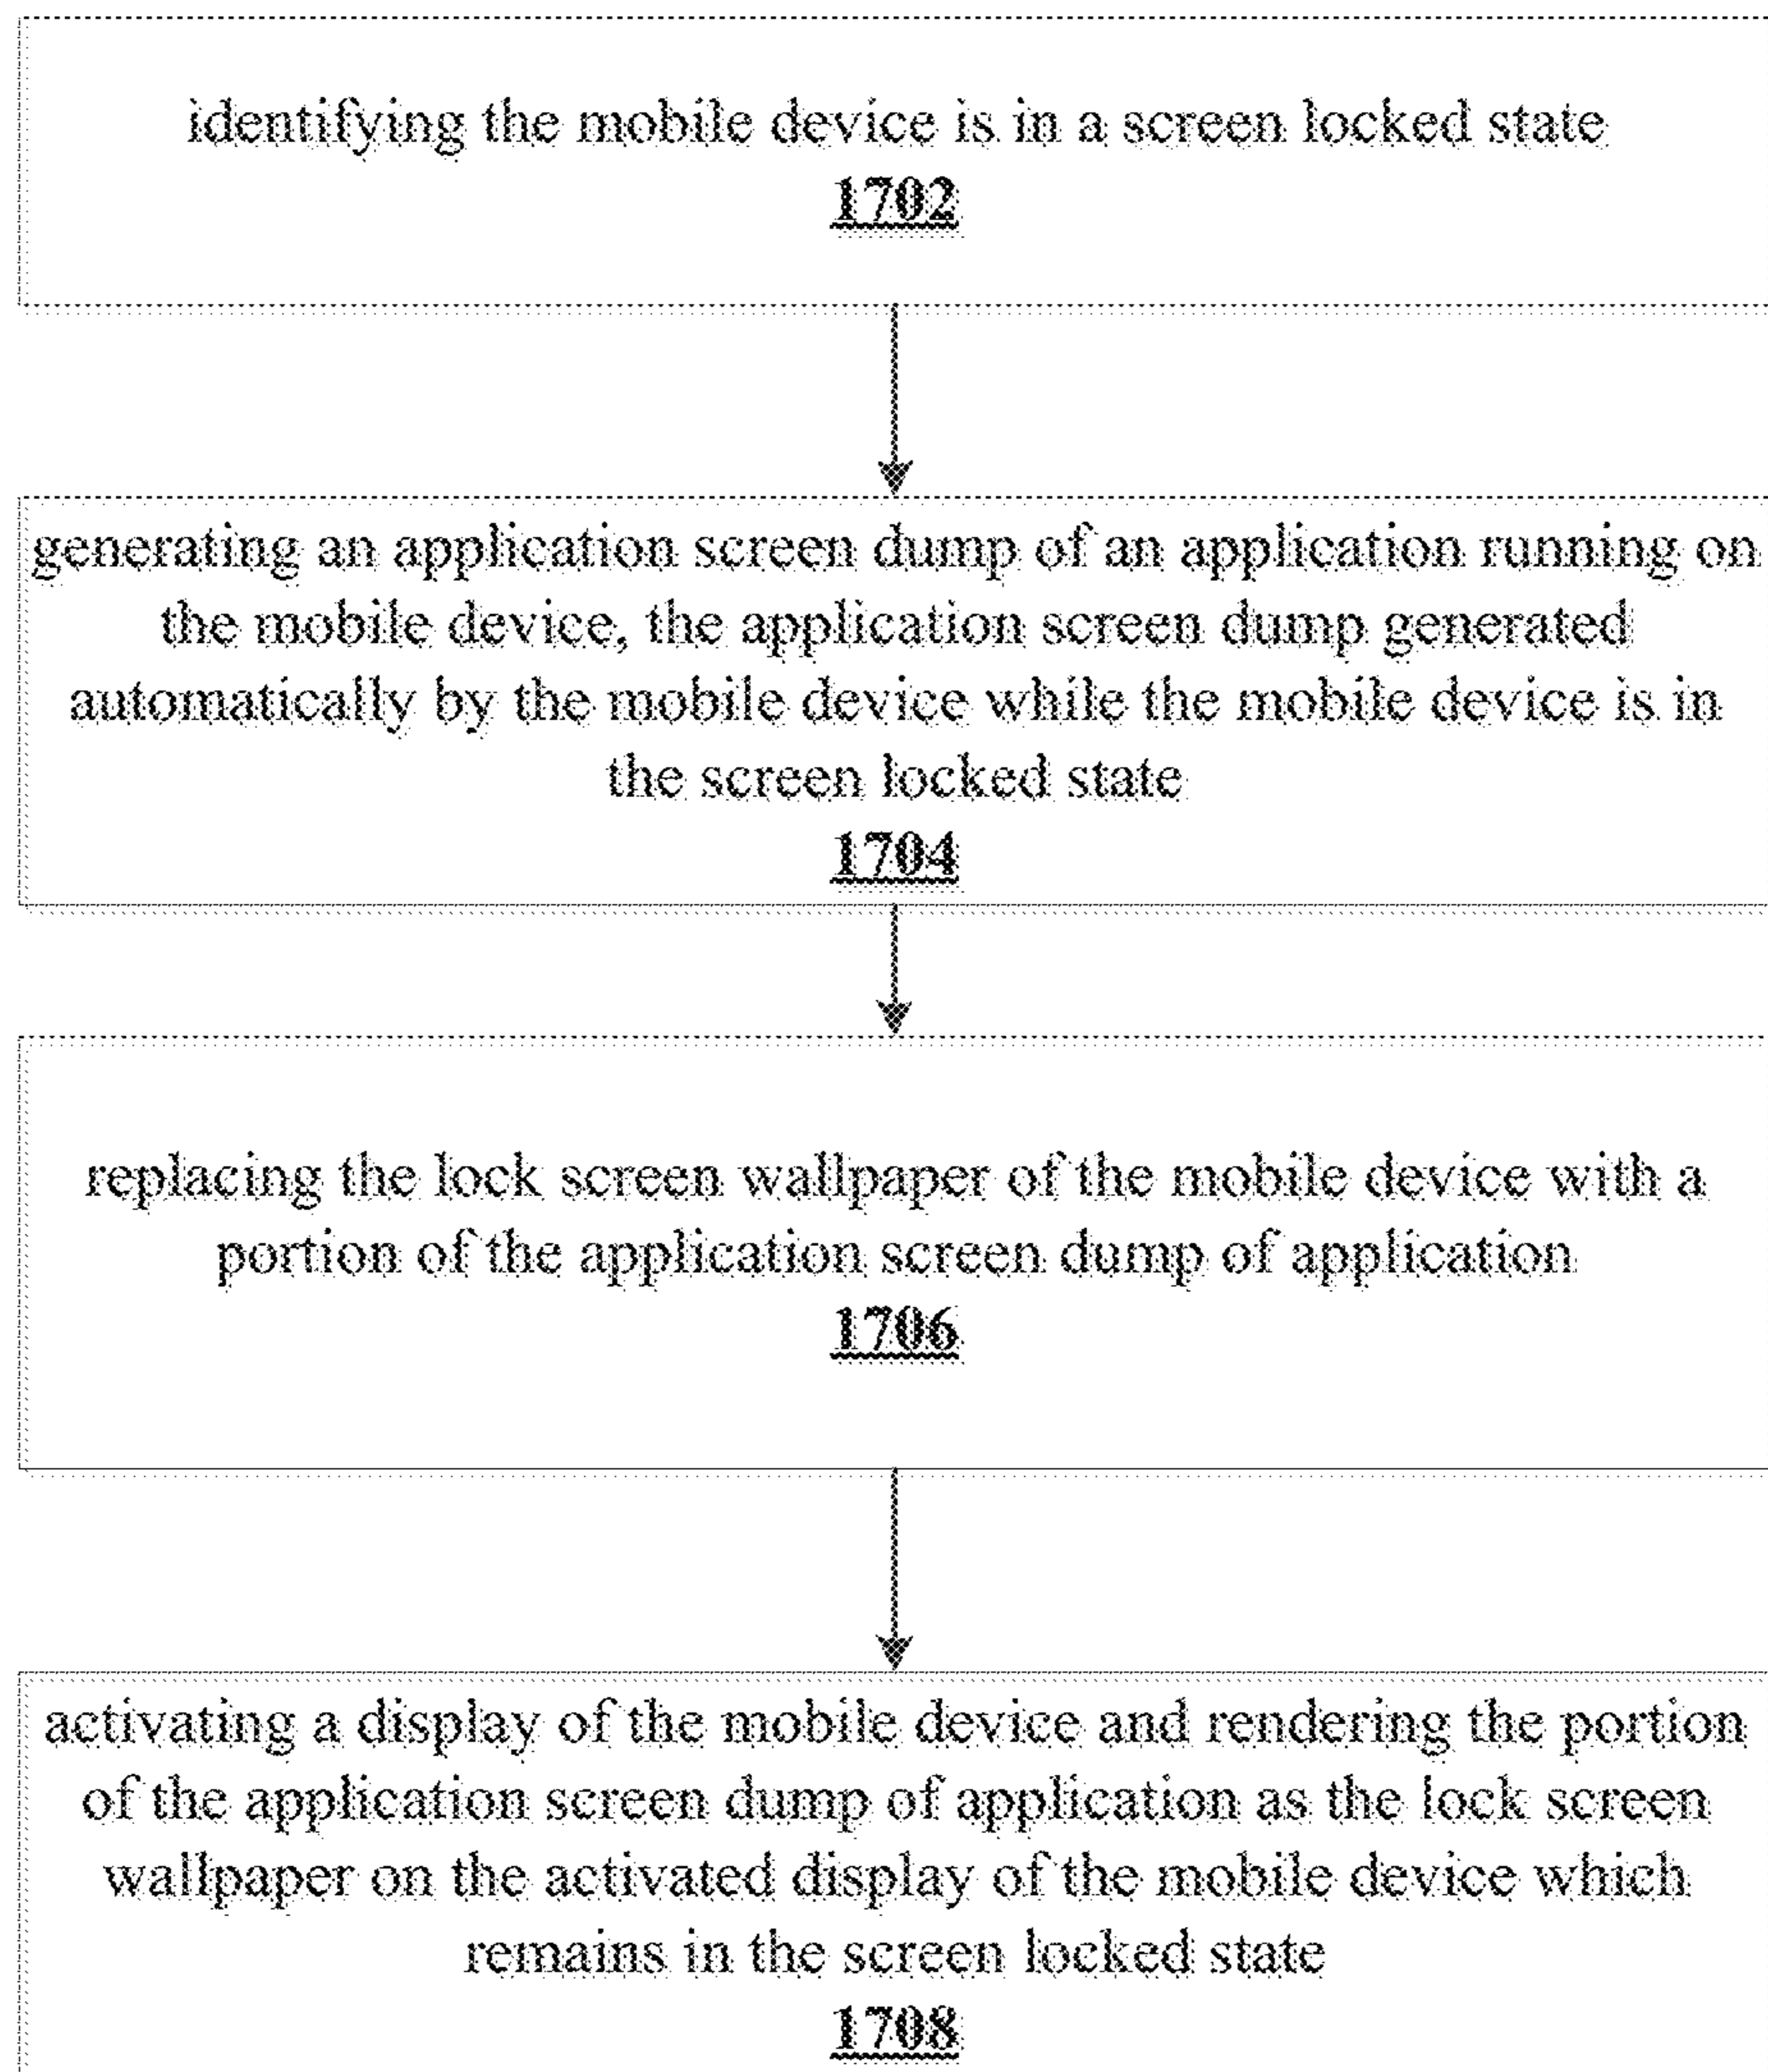 identifying the mobile device is in a screen locked state
1702
generating an application screen dump of an application running on
the mobile device, the application screen dump generated
automatically by the mobile device while the mobile device is in
the screen locked state
1704
replacing the lock screen wallpaper of the mobile device with a
portion of the application screen dump of application
1706
activating a display of the mobile device and rendering the portion
of the application screen dump of application as the lock screen
wallpaper on the activated display of the mobile device which
remains in the screen locked state
1708